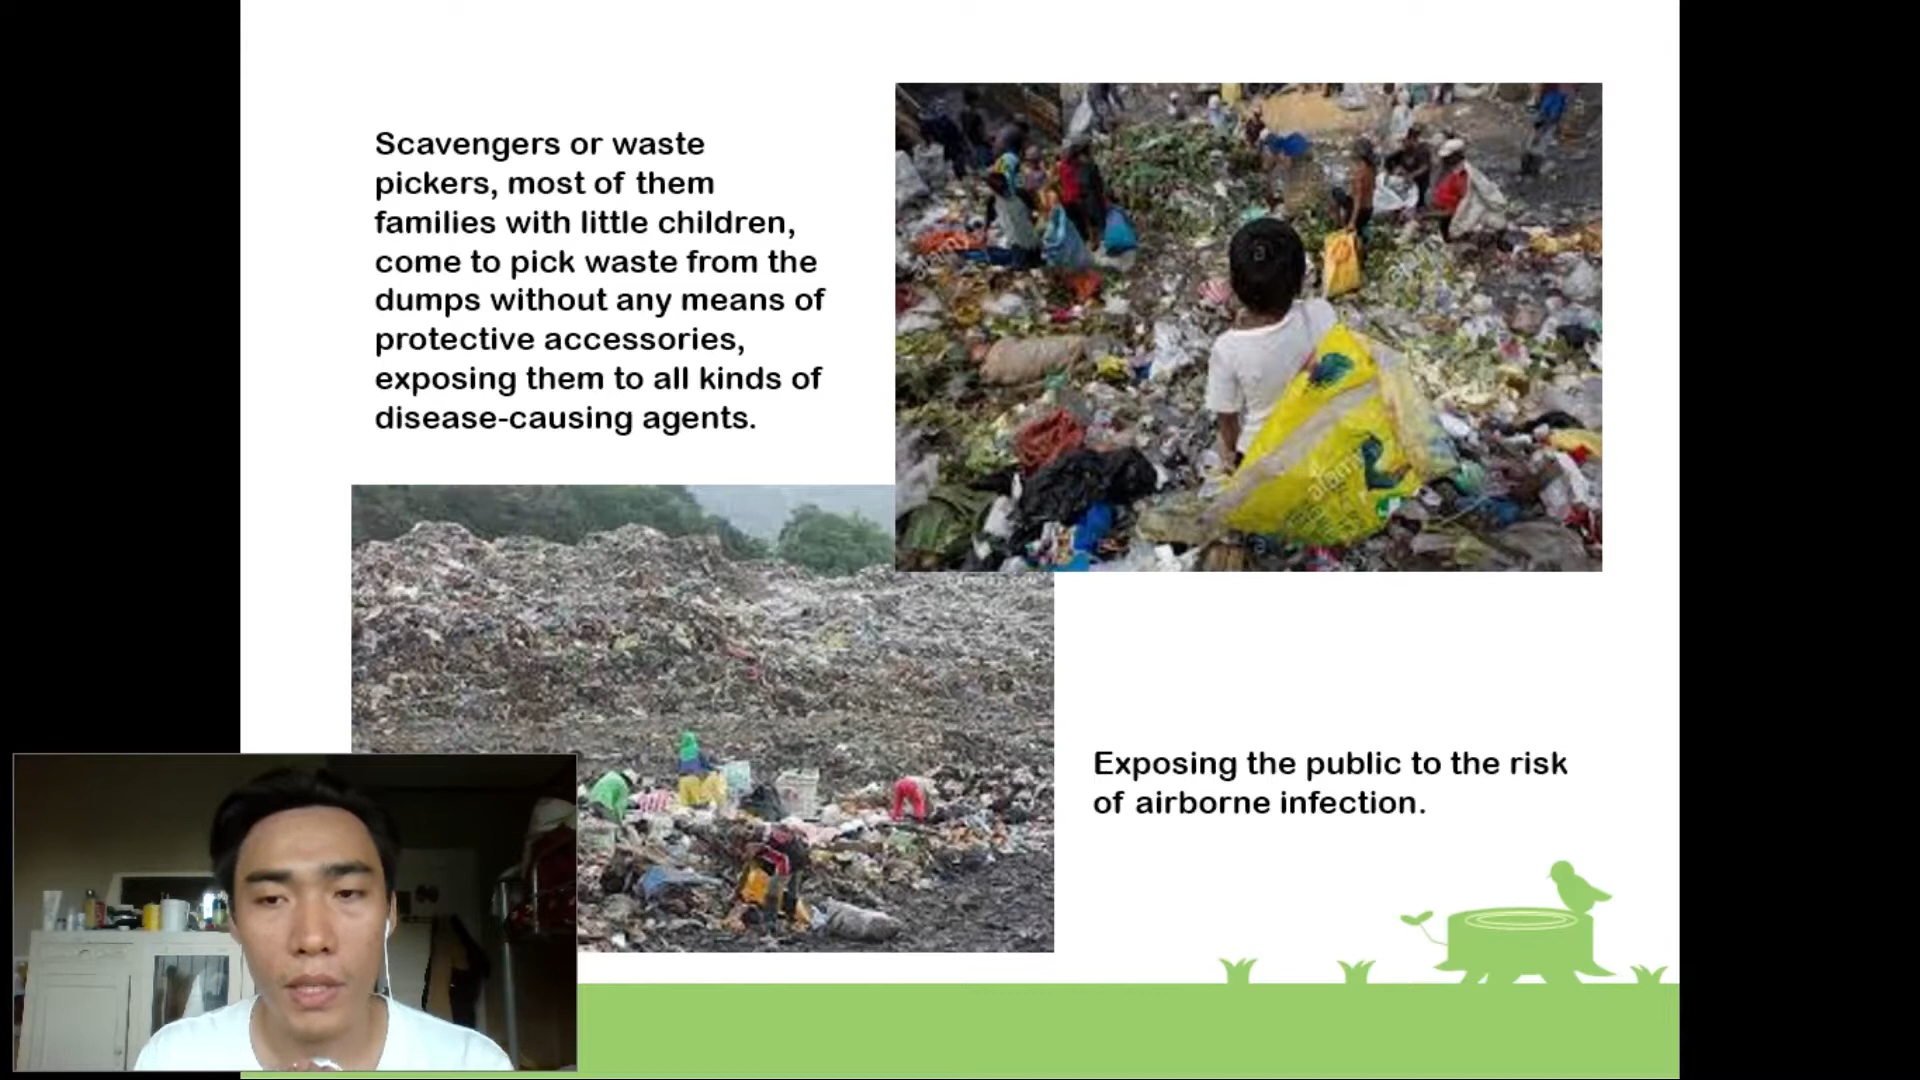 Scavengers or waste
pickers, most of them
families with little children,
come to pick waste from the
dumps without any means of
protective accessories,
exposing them to all kinds of
disease-causing agents.
Exposing the public to the risk
of airborne infection.